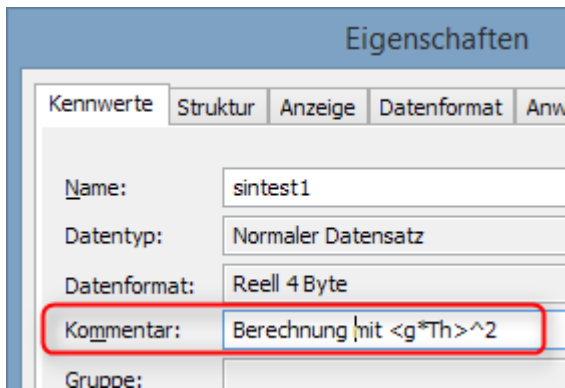 Eigenschaften
Kennwerte Struktur Anzeige Datenformat
Name: sintest1
Datentyp: Normaler Datensatz
Datenformat: Reell 4 Byte
Kommentar: Berechnung mit <g*Th>^2
Gruppe: